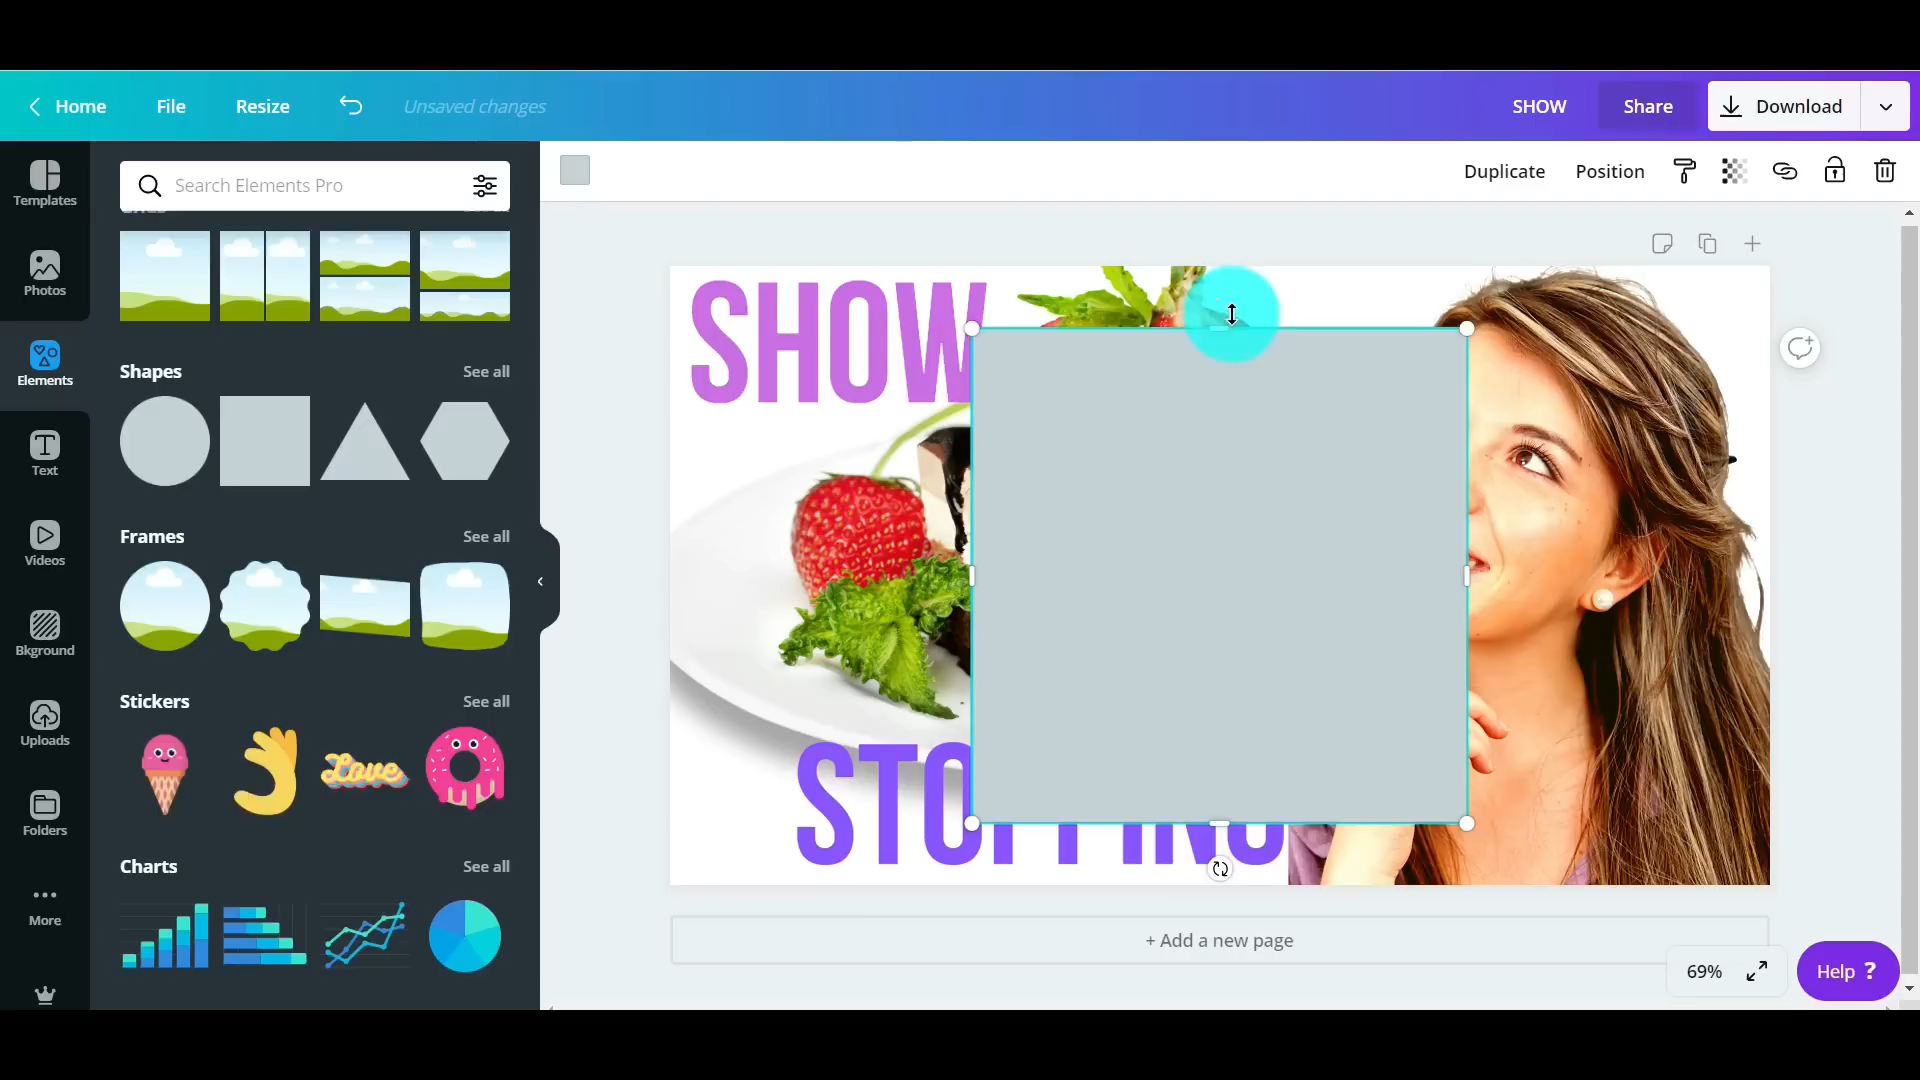 Home File Resize Unsaved changes SHOW Share Download
Templates
Photos
Elements
Text
Videos
Bkground
Uploads
Folders
More
Search Elements Pro
Shapes See all
Frames See all
Stickers See all
Love
Charts See all
Duplicate Position
SHOW
+ Add a new page
69%
Help ?